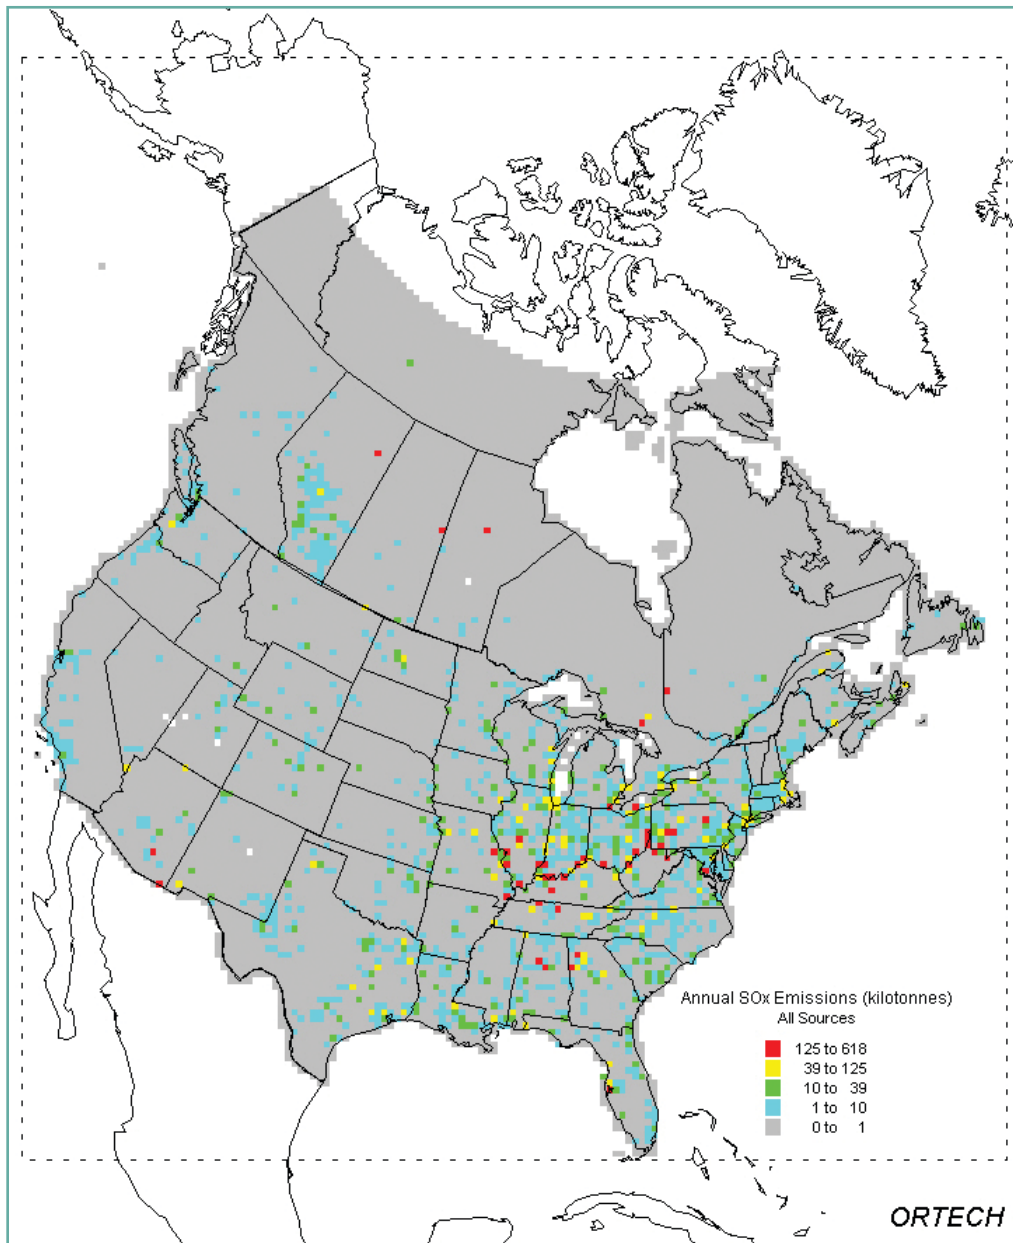 Annual SOx Emissions (kilotonnes)
All Sources
125 to 618
39 to 125
10 to 39
1 to 10
0 to 1
ORTECH